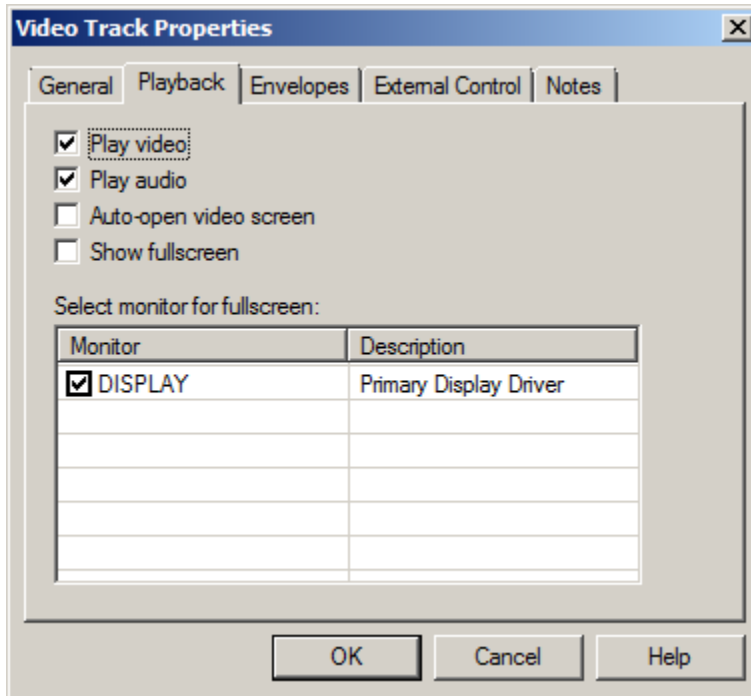 Video Track Properties
General Playback Envelopes External Control Notes
Play video
Play audio
Auto-open video screen
Show fullscreen
Select monitor for fullscreen:
Monitor Description
DISPLAY Primary Display Driver
OK Cancel Help